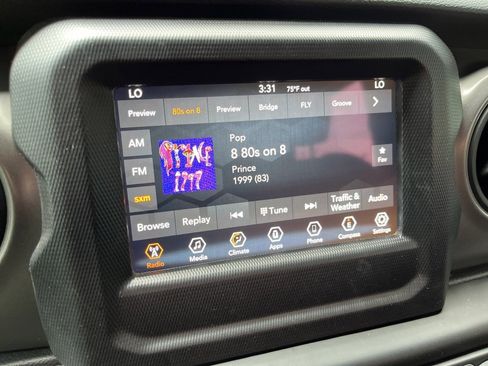 LO 3:31 75°F out LO
Preview 80s on 8 Preview Bridge FLY Groove
AM
FM
sxm
PRINCE
1999
Pop
8 80s on 8
Prince
1999 (83)
Fav
Browse Replay Tune Traffic & Weather Audio
Radio Media Climate Apps Phone Compass Settings